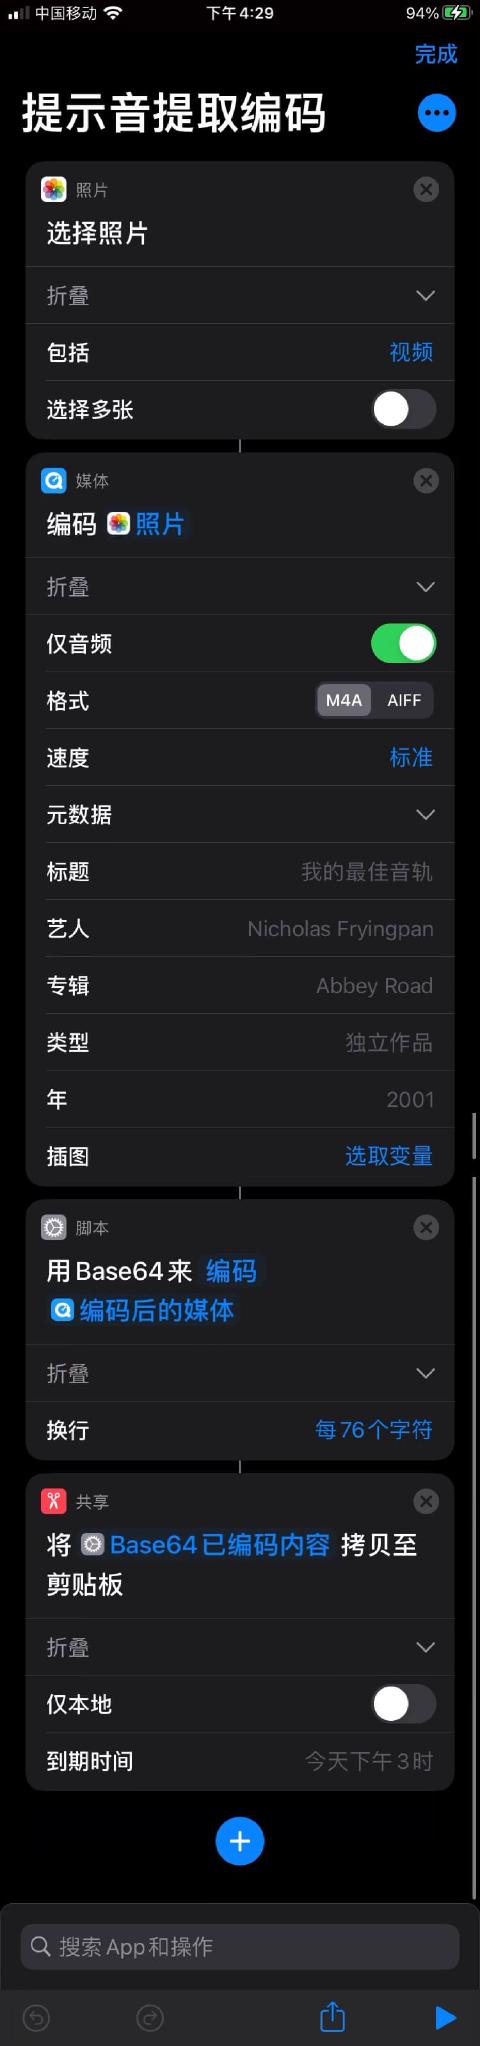 中国移动 下午4:29 94%
完成
提示音提取编码
照片
选择照片
折叠
包括 视频
选择多张
媒体
编码 照片
折叠
仅音频
格式 M4A AIFF
速度 标准
元数据
标题 我的最佳音轨
艺人 Nicholas Fryingpan
专辑 Abbey Road
类型 独立作品
年 2001
插图 选取变量
脚本
用Base64来 编码
编码后的媒体
折叠
换行 每76个字符
共享
将 Base64已编码内容 拷贝至
剪贴板
折叠
仅本地
到期时间 今天下午3时
搜索App和操作